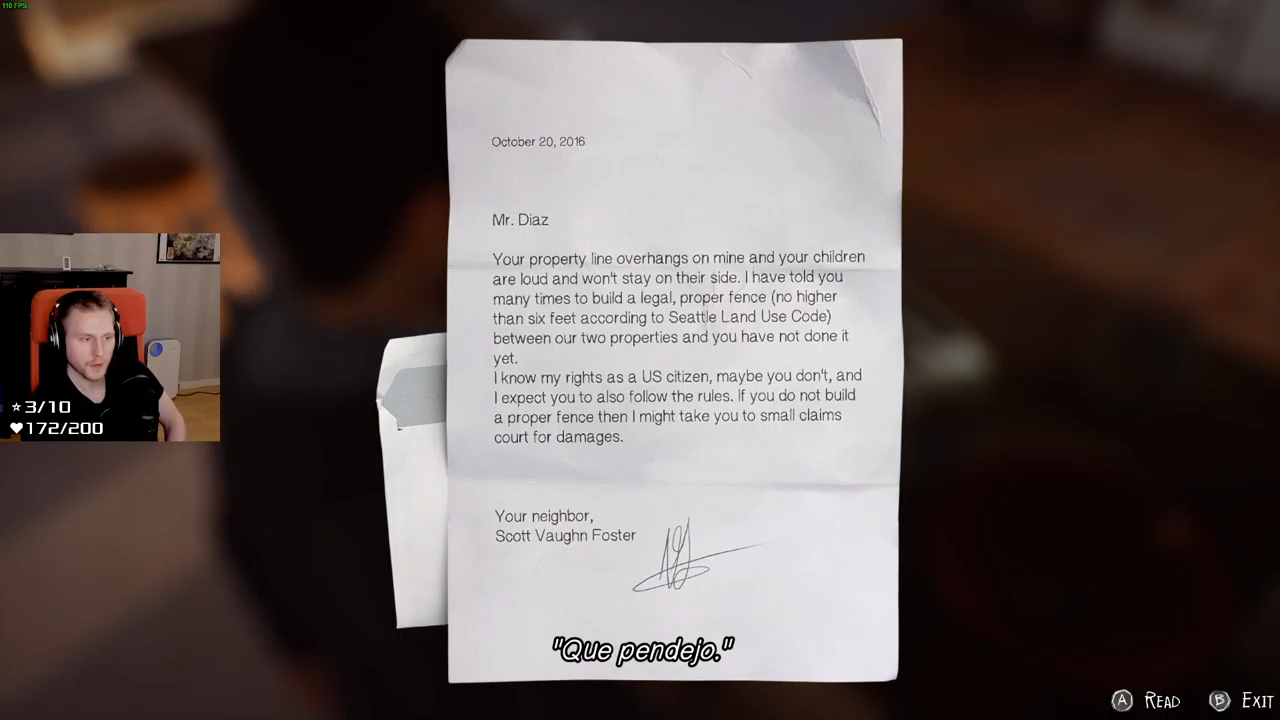 110 FPS
October 20, 2016
Mr. Diaz
Your property line overhangs on mine and your children
are loud and won't stay on their side. I have told you
many times to build a legal, proper fence (no higher
than six feet according to Seattle Land Use Code)
between our two properties and you have not done it
yet.
I know my rights as a US citizen, maybe you don't, and
I expect you to also follow the rules. If you do not build
a proper fence then I might take you to small claims
court for damages.
Your neighbor,
Scott Vaughn Foster
3/10
172/200
"Que pendejo."
A READ B EXIT